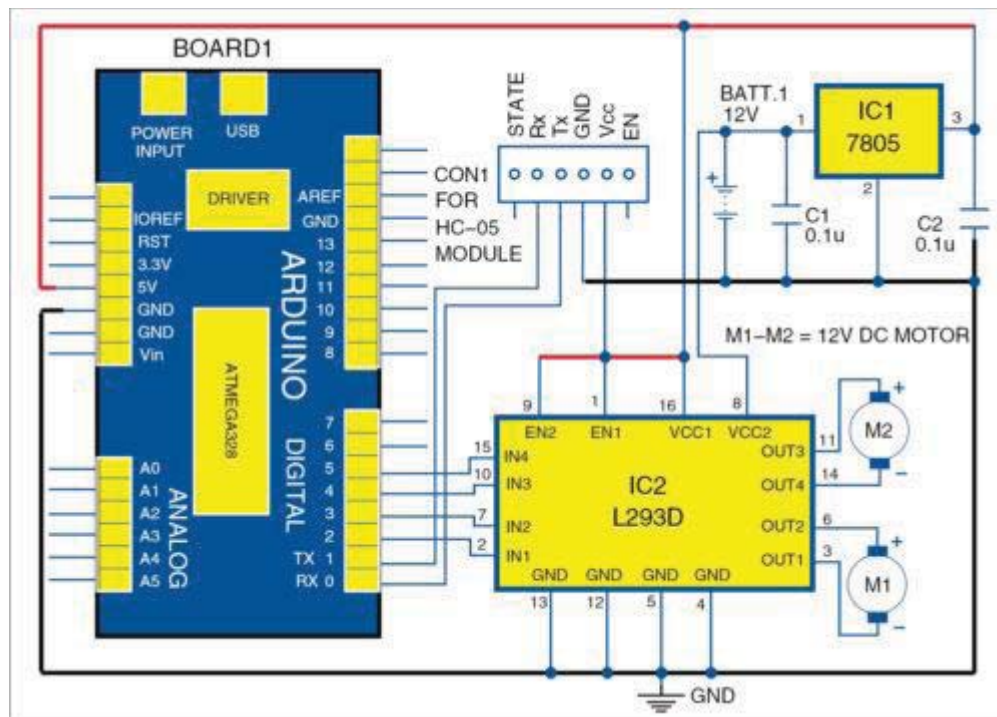 BOARD1
POWER
INPUT
USB
DRIVER
IOREF
RST
3.3V
5V
GND
GND
Vin
AREF
GND
13
12
11
10
9
8
ARDUINO
ATMEGA328
7
6
5
4
3
2
TX 1
RX 0
DIGITAL
A0
A1
A2
A3
A4
A5
ANALOG
STATE
Rx
Tx
GND
Vcc
EN
CON1
FOR
HC-05
MODULE
BATT.1
12V
+
IC1
7805
1
3
2
C1
0.1u
C2
0.1u
M1-M2 = 12V DC MOTOR
9
1
16
8
EN2
EN1
VCC1
VCC2
15
IN4
10
IN3
7
IN2
2
IN1
IC2
L293D
OUT3
11
OUT4
14
OUT2
6
OUT1
3
GND
GND
GND
GND
13
12
5
4
+
M2
-
+
M1
-
GND